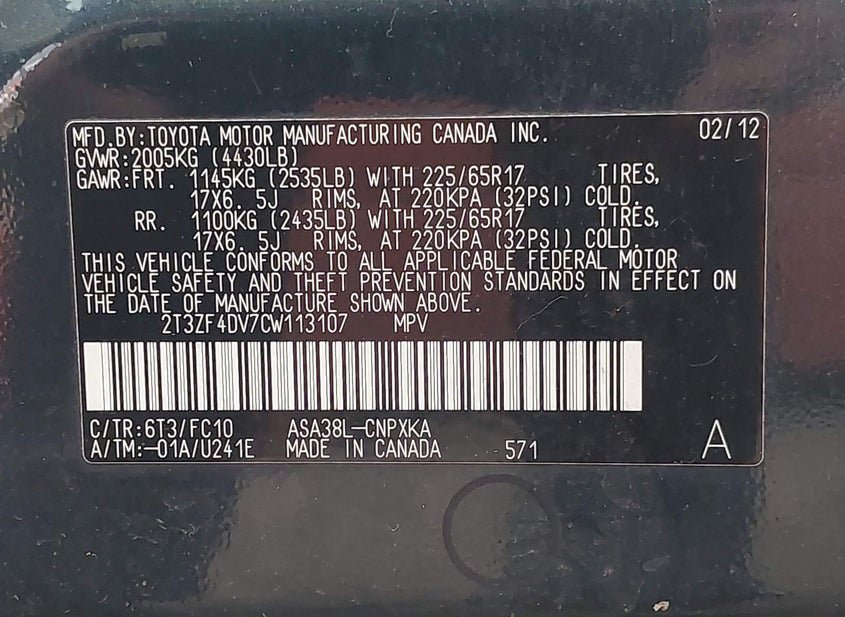 MFD.BY:TOYOTA MOTOR MANUFACTURING CANADA INC. 02/12
GVWR:2005KG (4430LB)
GAWR:FRT. 1145KG (2535LB) WITH 225/65R17 TIRES,
17X6.5J RIMS, AT 220KPA (32PSI) COLD.
RR. 1100KG (2435LB) WITH 225/65R17 TIRES,
17X6.5J RIMS, AT 220KPA (32PSI) COLD.
THIS VEHICLE CONFORMS TO ALL APPLICABLE FEDERAL MOTOR
VEHICLE SAFETY AND THEFT PREVENTION STANDARDS IN EFFECT ON
THE DATE OF MANUFACTURE SHOWN ABOVE.
2T3ZF4DV7CW113107 MPV
C/TR:6T3/FC10 ASA38L-CNPXKA
A/TM:-01A/U241E MADE IN CANADA 571 A